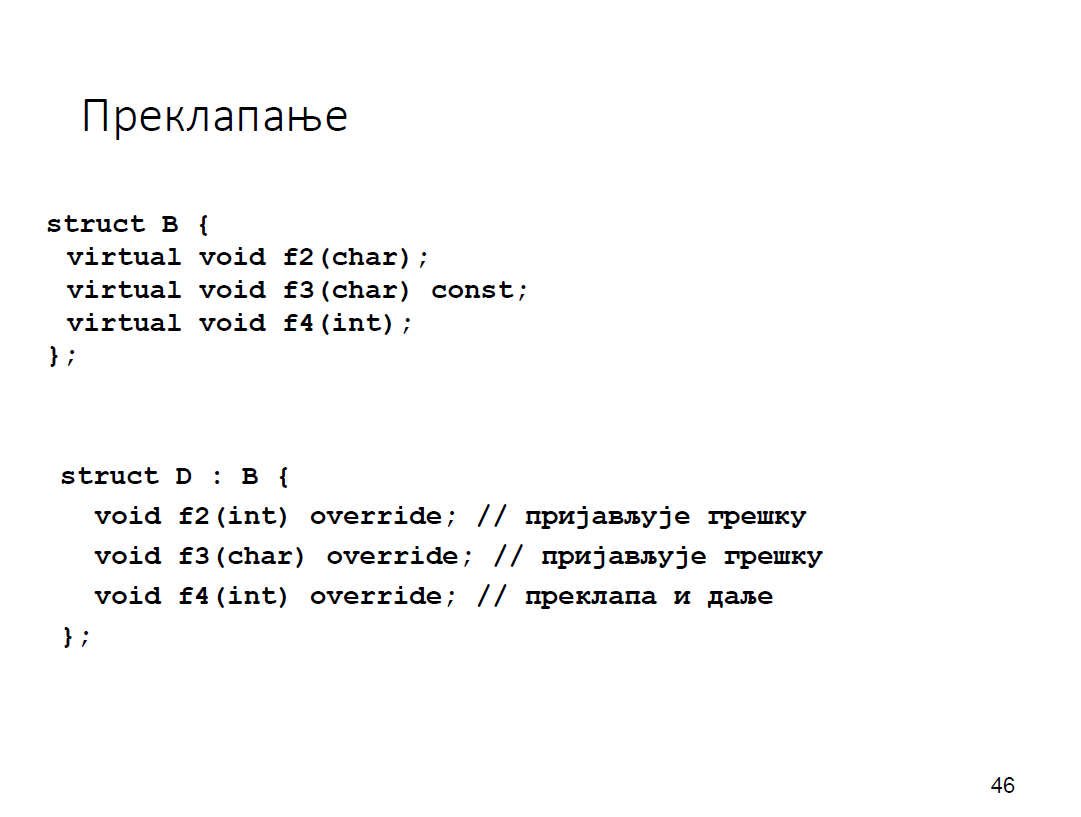 Преклапање
struct B {
virtual void f2(char);
virtual void f3(char) const;
virtual void f4(int);
};
struct D : B {
void f2(int) override; // пријављује грешку
void f3(char) override; // пријављује грешку
void f4(int) override; // преклапа и даље
};
46